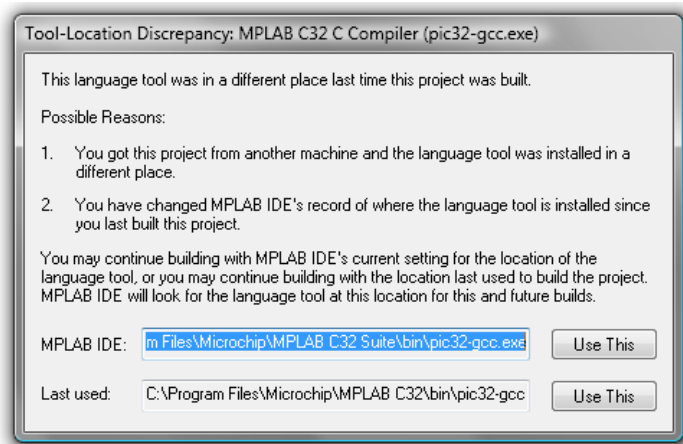 Tool-Location Discrepancy: MPLAB C32 C Compiler (pic32-gcc.exe)
This language tool was in a different place last time this project was built.
Possible Reasons:
1. You got this project from another machine and the language tool was installed in a
different place.
2. You have changed MPLAB IDE's record of where the language tool is installed since
you last built this project.
You may continue building with MPLAB IDE's current setting for the location of the
language tool, or you may continue building with the location last used to build the project.
MPLAB IDE will look for the language tool at this location for this and future builds.
MPLAB IDE: m Files\Microchip\MPLAB C32 Suite\bin\pic32-gcc.exe Use This
Last used: C:\Program Files\Microchip\MPLAB C32\bin\pic32-gcc Use This